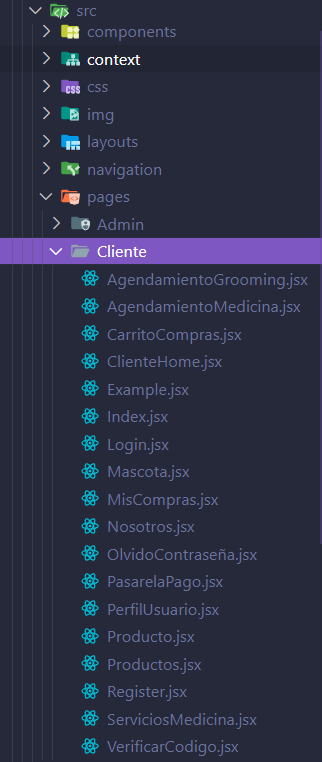 src
components
context
css
img
layouts
navigation
pages
Admin
Cliente
AgendamientoGrooming.jsx
AgendamientoMedicina.jsx
CarritoCompras.jsx
ClienteHome.jsx
Example.jsx
Index.jsx
Login.jsx
Mascota.jsx
MisCompras.jsx
Nosotros.jsx
OlvidoContraseña.jsx
PasarelaPago.jsx
PerfilUsuario.jsx
Producto.jsx
Productos.jsx
Register.jsx
ServiciosMedicina.jsx
VerificarCodigo.jsx